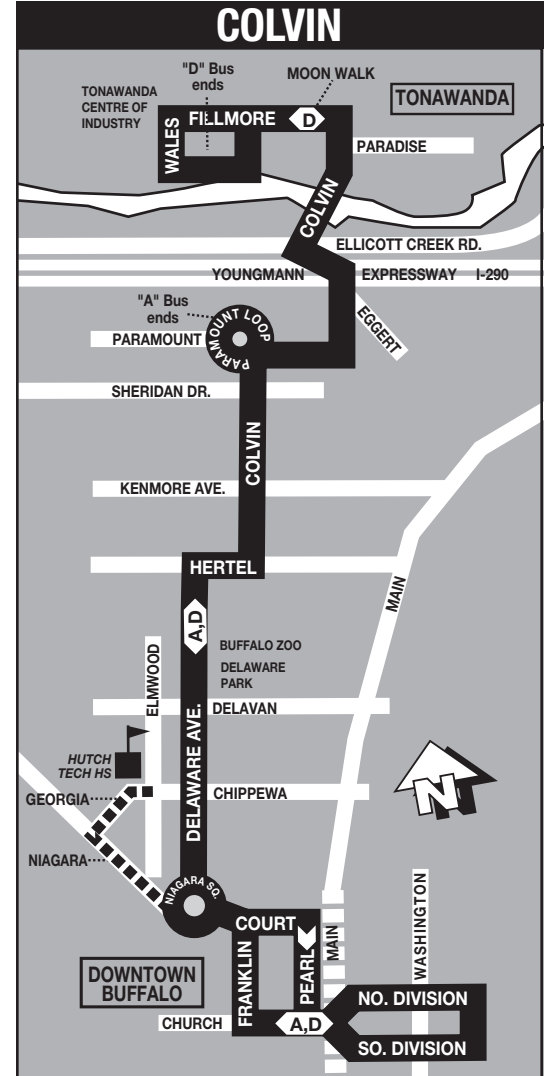 COLVIN
"D" Bus
ends
MOON WALK
TONAWANDA
CENTRE OF
INDUSTRY
TONAWANDA
FILLMORE
D
WALES
PARADISE
COLVIN
ELLICOTT CREEK RD.
YOUNGMANN
EXPRESSWAY I-290
"A" Bus
ends
EGGERT
PARAMOUNT
PARAMOUNT LOOP
SHERIDAN DR.
COLVIN
KENMORE AVE.
HERTEL
MAIN
A,D
BUFFALO ZOO
DELAWARE
PARK
ELMWOOD
DELAVAN
DELAWARE AVE.
HUTCH
TECH HS
GEORGIA
CHIPPEWA
N
NIAGARA
NIAGARA SQ.
WASHINGTON
COURT
MAIN
FRANKLIN
PEARL
DOWNTOWN
BUFFALO
NO. DIVISION
CHURCH
A,D
SO. DIVISION